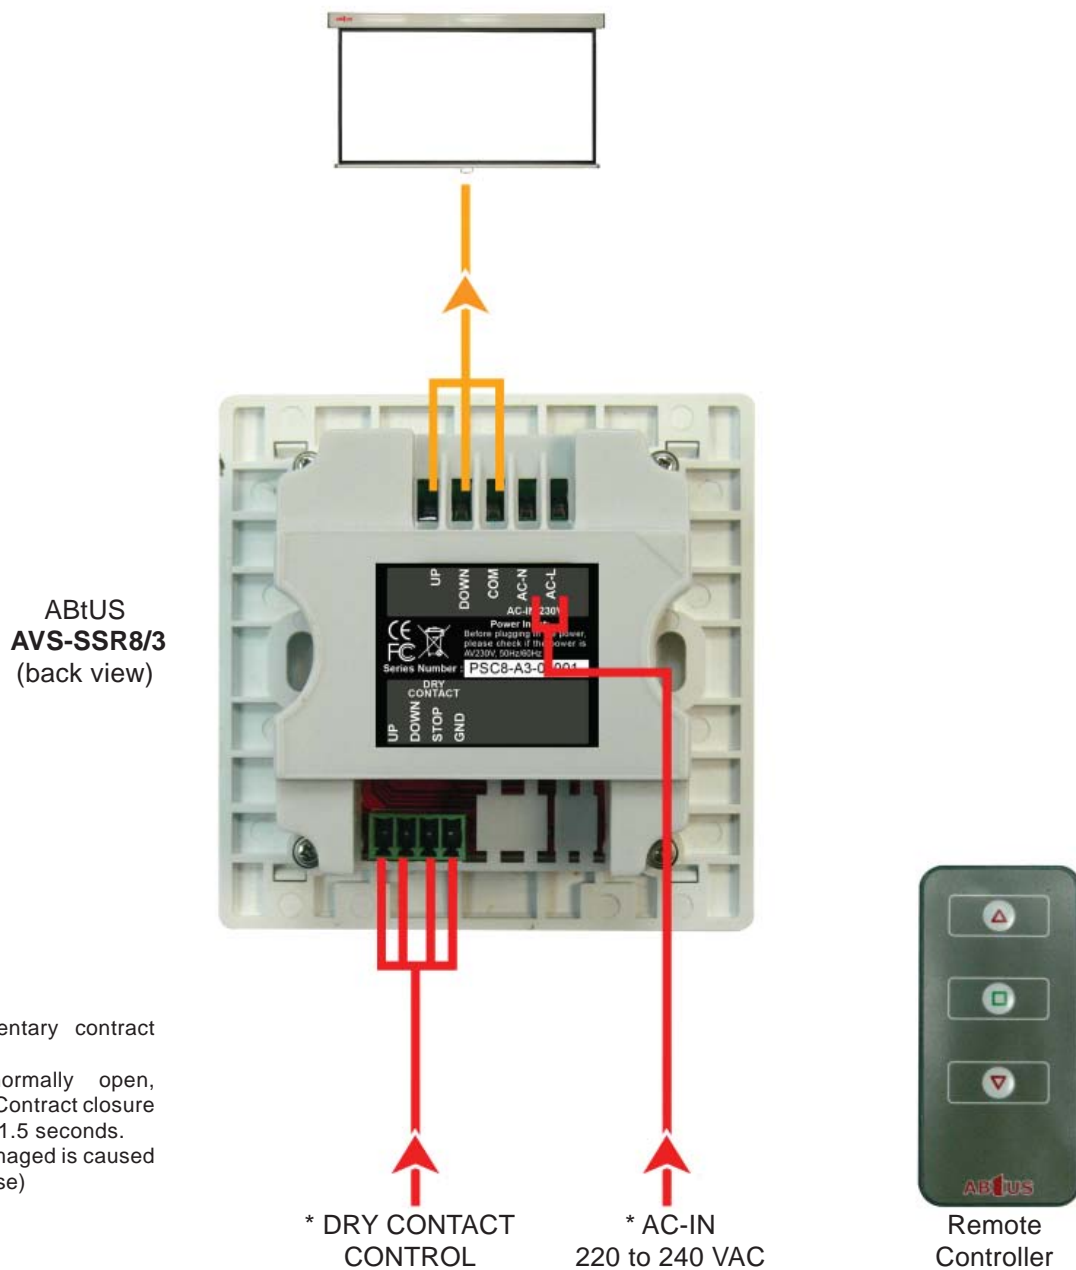 ABtUS
AVS-SSR8/3
(back view)
UP
DOWN
COM
AC-N
AC-L
AC-IN 230V
Power In
Before plugging in power,
please check if the power is
AV230V, 50Hz/60Hz
CE
FC
Series Number : PSC8-A3-0 001
DRY
CONTACT
UP
DOWN
STOP
GND
entary contract
ormally open,
Contract closure
1.5 seconds.
maged is caused
se)
* DRY CONTACT
CONTROL
* AC-IN
220 to 240 VAC
ABtUS
Remote
Controller